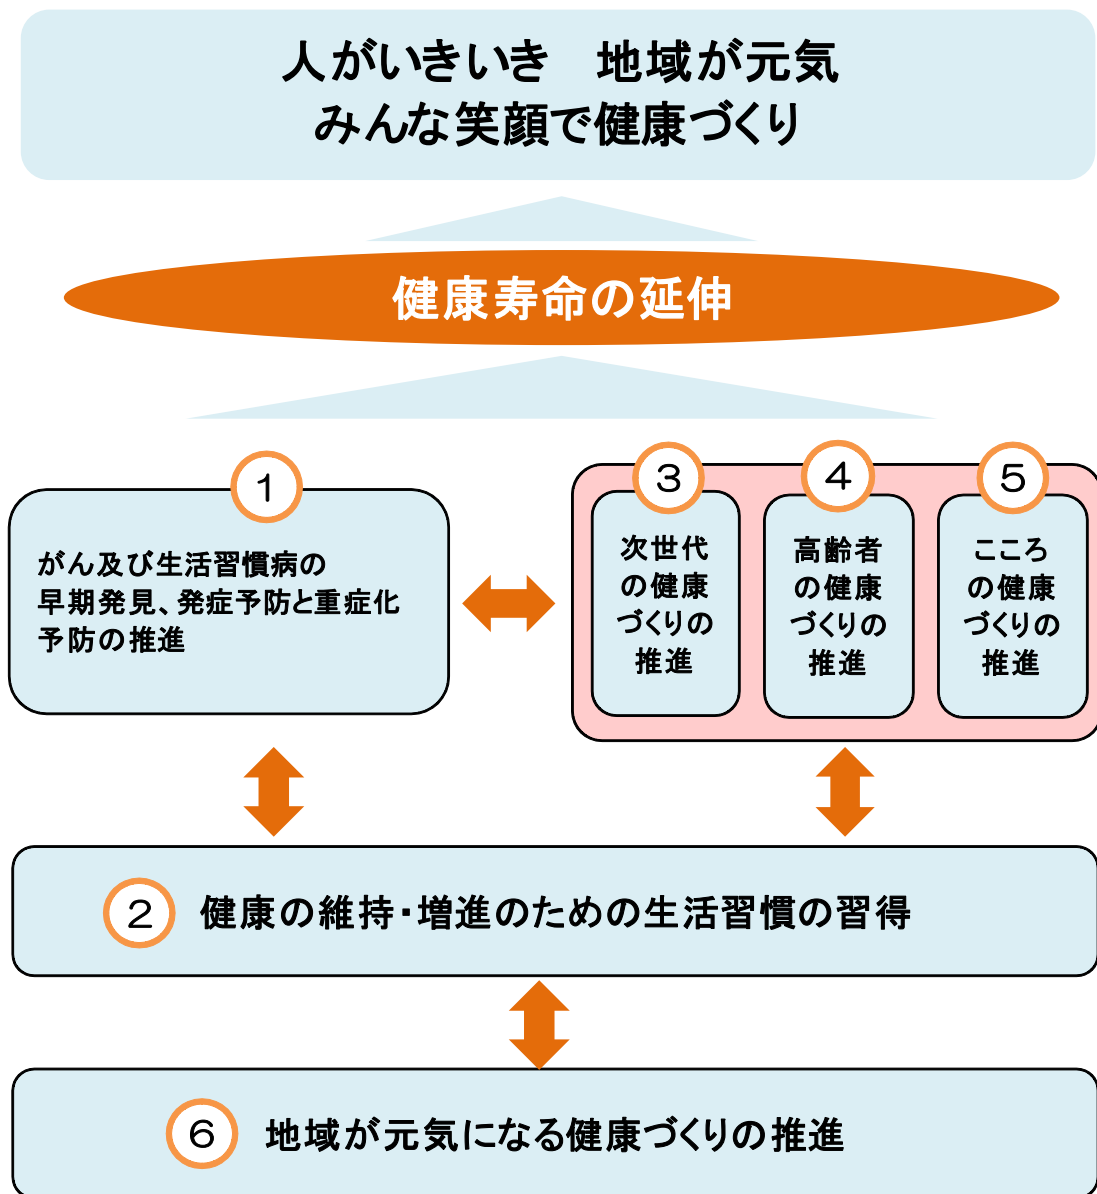 人がいきいき　地域が元気
みんな笑顔で健康づくり
健康寿命の延伸
1
がん及び生活習慣病の
早期発見、発症予防と重症化
予防の推進
3
次世代
の健康
づくりの
推進
4
高齢者
の健康
づくりの
推進
5
こころ
の健康
づくりの
推進
2 健康の維持・増進のための生活習慣の習得
6 地域が元気になる健康づくりの推進